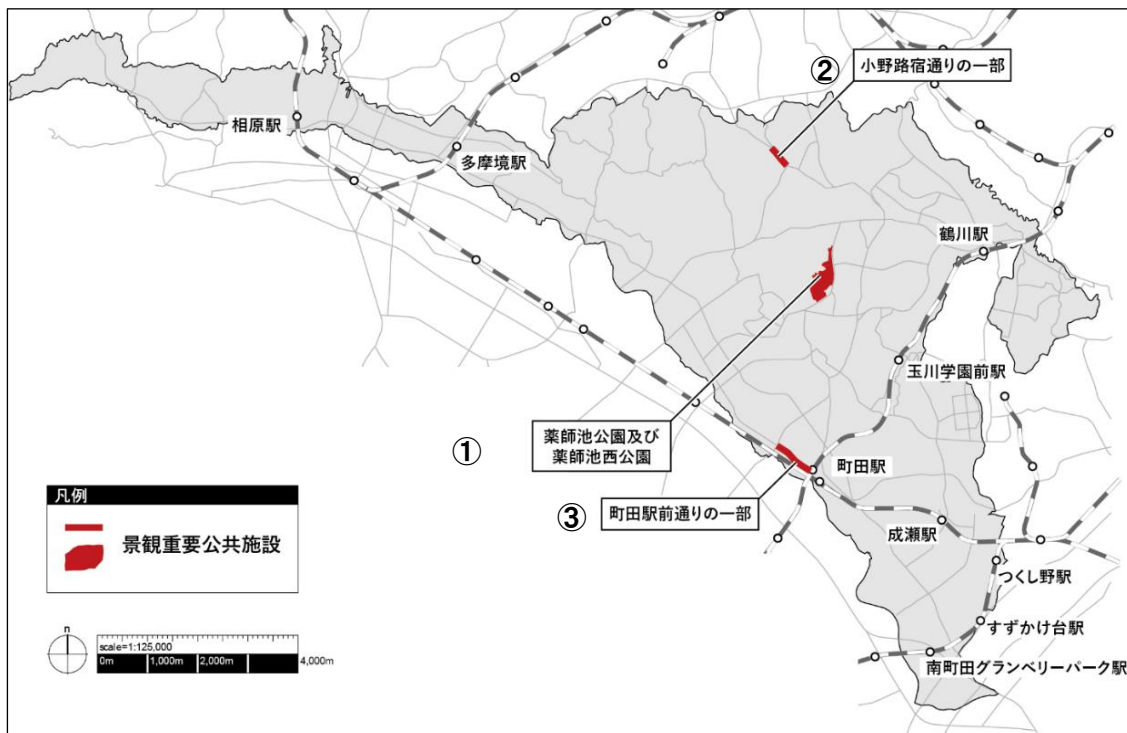 ②
小野路宿通りの一部
相原駅
多摩境駅
鶴川駅
玉川学園前駅
①
薬師池公園及び
薬師池西公園
町田駅
③
町田駅前通りの一部
成瀬駅
つくし野駅
すずかけ台駅
南町田グランベリーパーク駅
凡例
景観重要公共施設
n
scale=1:125,000
0m 1,000m 2,000m 4,000m